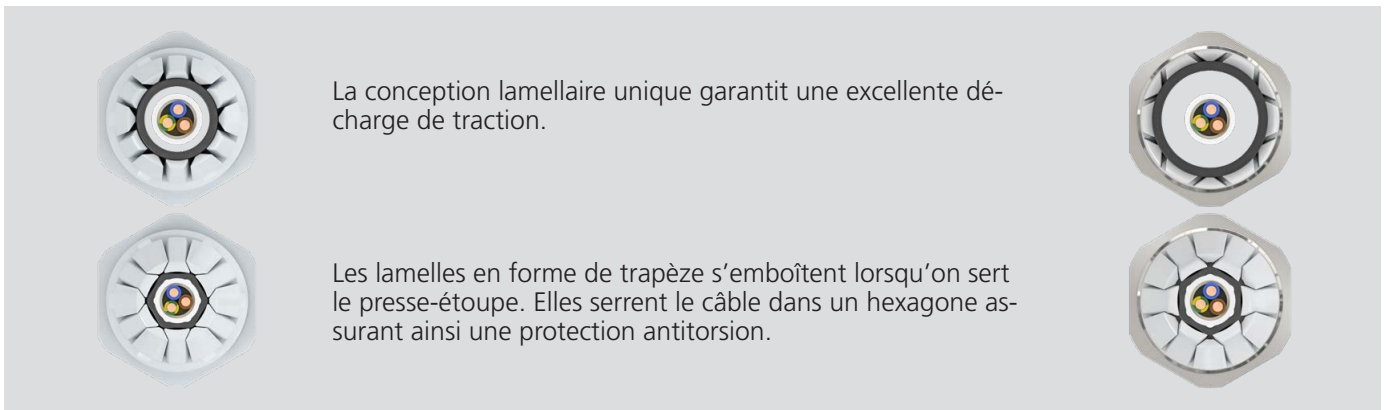 La conception lamellaire unique garantit une excellente dé-
charge de traction.
Les lamelles en forme de trapèze s’emboîtent lorsqu’on sert
le presse-étoupe. Elles serrent le câble dans un hexagone as-
surant ainsi une protection antitorsion.